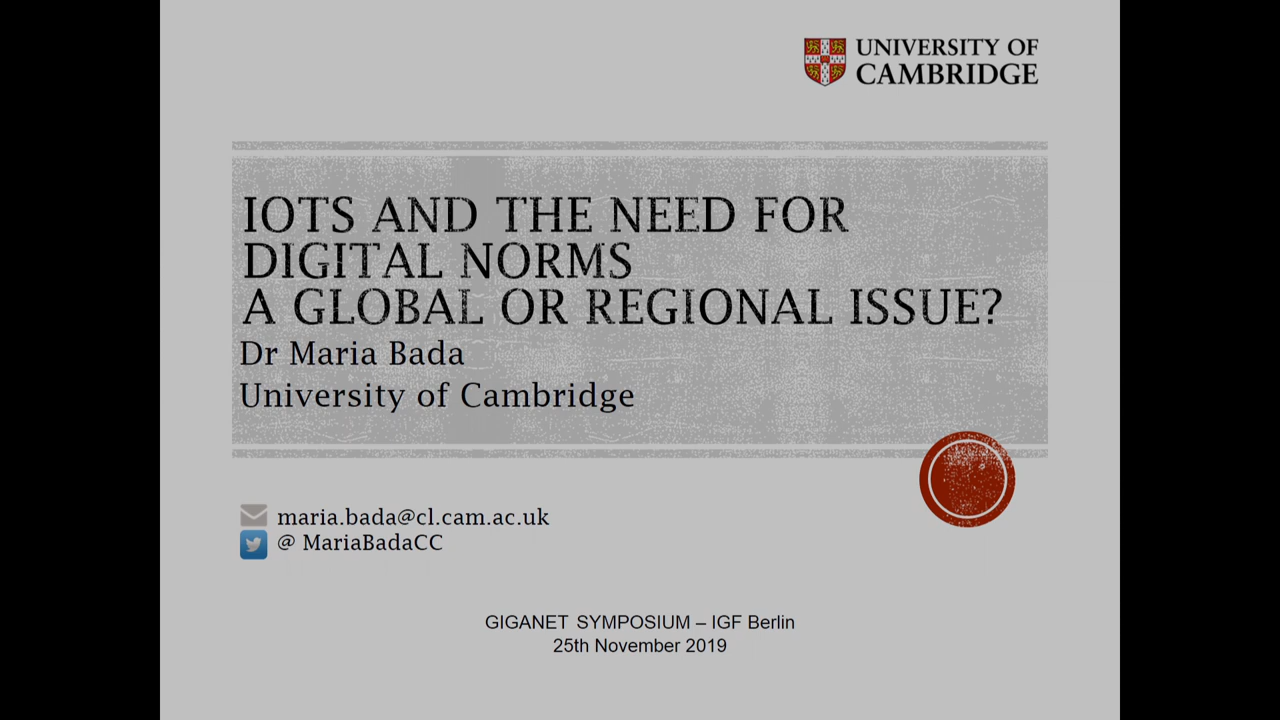 UNIVERSITY OF
CAMBRIDGE
IOTS AND THE NEED FOR
DIGITAL NORMS
A GLOBAL OR REGIONAL ISSUE?
Dr Maria Bada
University of Cambridge
maria.bada@cl.cam.ac.uk
@ MariaBadaCC
GIGANET SYMPOSIUM – IGF Berlin
25th November 2019